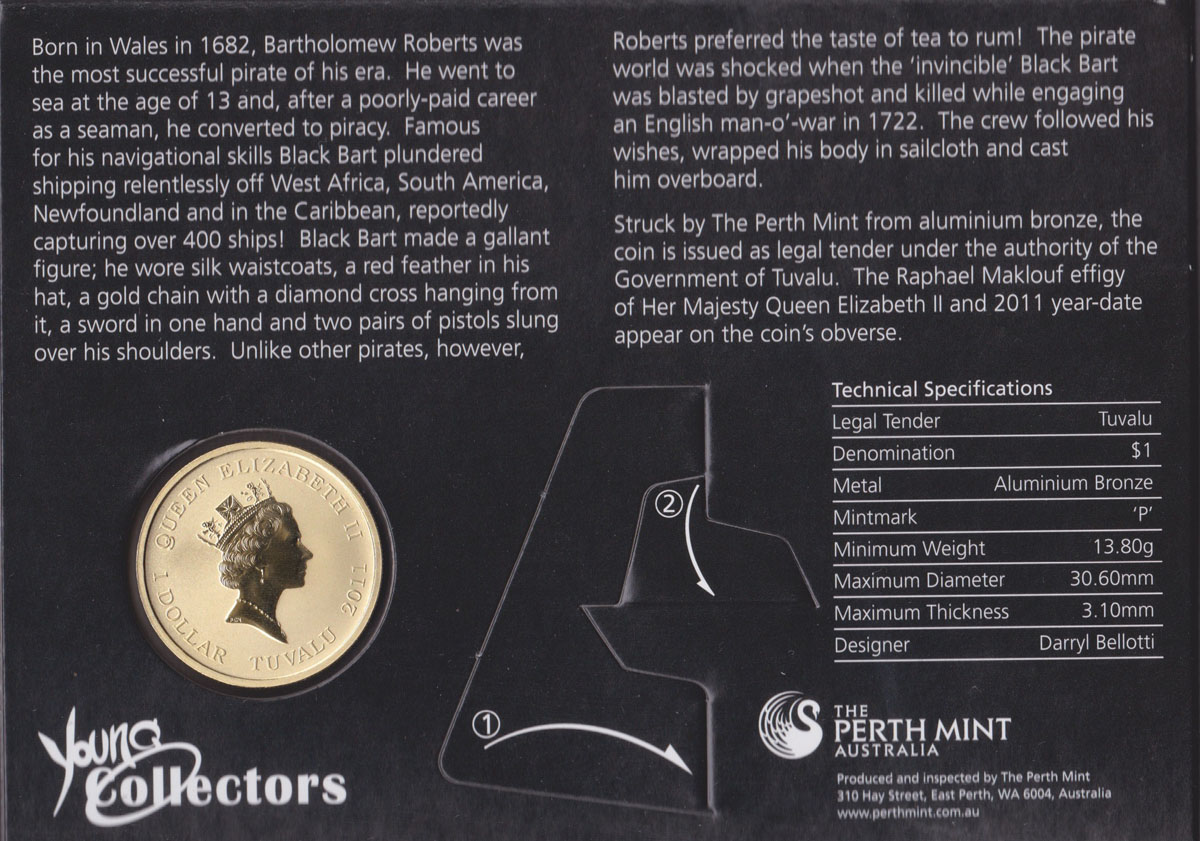 Born in Wales in 1682, Bartholomew Roberts was
the most successful pirate of his era.  He went to
sea at the age of 13 and, after a poorly-paid career
as a seaman, he converted to piracy.  Famous
for his navigational skills Black Bart plundered
shipping relentlessly off West Africa, South America,
Newfoundland and in the Caribbean, reportedly
capturing over 400 ships!  Black Bart made a gallant
figure; he wore silk waistcoats, a red feather in his
hat, a gold chain with a diamond cross hanging from
it, a sword in one hand and two pairs of pistols slung
over his shoulders.  Unlike other pirates, however,
Roberts preferred the taste of tea to rum!  The pirate
world was shocked when the ‘invincible’ Black Bart
was blasted by grapeshot and killed while engaging
an English man-o’-war in 1722.  The crew followed his
wishes, wrapped his body in sailcloth and cast
him overboard.
Struck by The Perth Mint from aluminium bronze, the
coin is issued as legal tender under the authority of the
Government of Tuvalu.  The Raphael Maklouf effigy
of Her Majesty Queen Elizabeth II and 2011 year-date
appear on the coin’s obverse.
QUEEN ELIZABETH II
1 DOLLAR TUVALU 2011
Young
Collectors
②
①
Technical Specifications
Legal Tender Tuvalu
Denomination $1
Metal Aluminium Bronze
Mintmark ‘P’
Minimum Weight 13.80g
Maximum Diameter 30.60mm
Maximum Thickness 3.10mm
Designer Darryl Bellotti
THE
PERTH MINT
AUSTRALIA
Produced and inspected by The Perth Mint
310 Hay Street, East Perth, WA 6004, Australia
www.perthmint.com.au